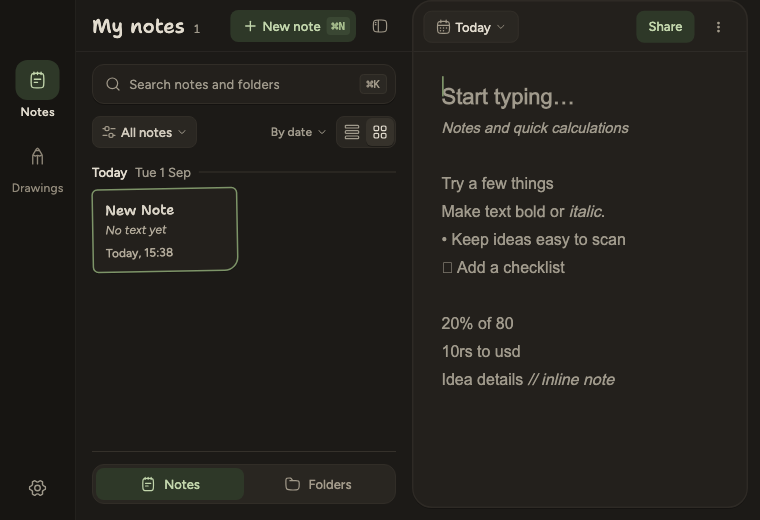 My notes 1
+ New note ⌘N
Today
Share
Search notes and folders ⌘K
Notes
All notes
By date
Drawings
Today Tue 1 Sep
New Note
No text yet
Today, 15:38
Start typing...
Notes and quick calculations
Try a few things
Make text bold or italic.
• Keep ideas easy to scan
☐ Add a checklist
20% of 80
10rs to usd
Idea details // inline note
Notes
Folders